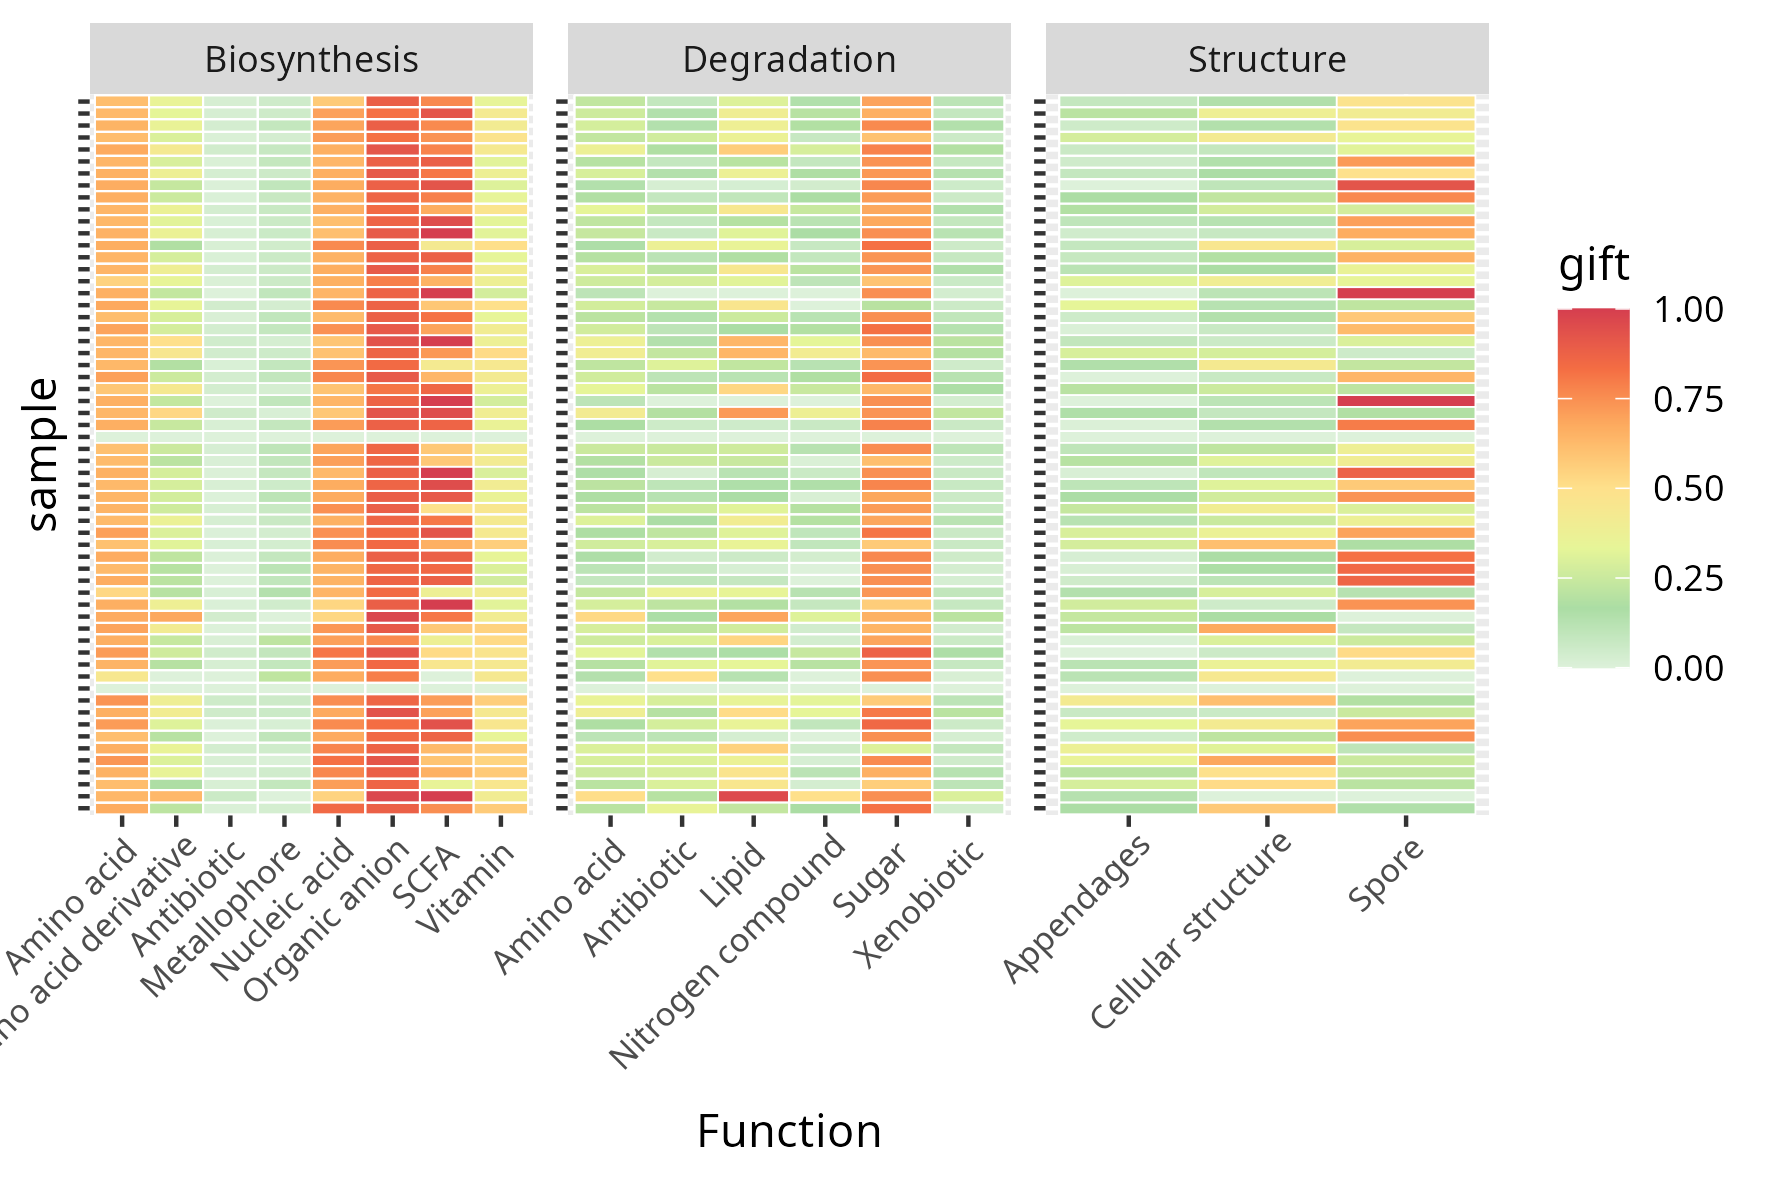 Biosynthesis
Degradation
Structure
sample
gift
1.00
0.75
0.50
0.25
0.00
Amino acid
acid derivative
Antibiotic
Metallophore
Nucleic acid
Organic anion
SCFA
Vitamin
Amino acid
Antibiotic
Lipid
Nitrogen compound
Sugar
Xenobiotic
Appendages
Cellular structure
Spore
Function